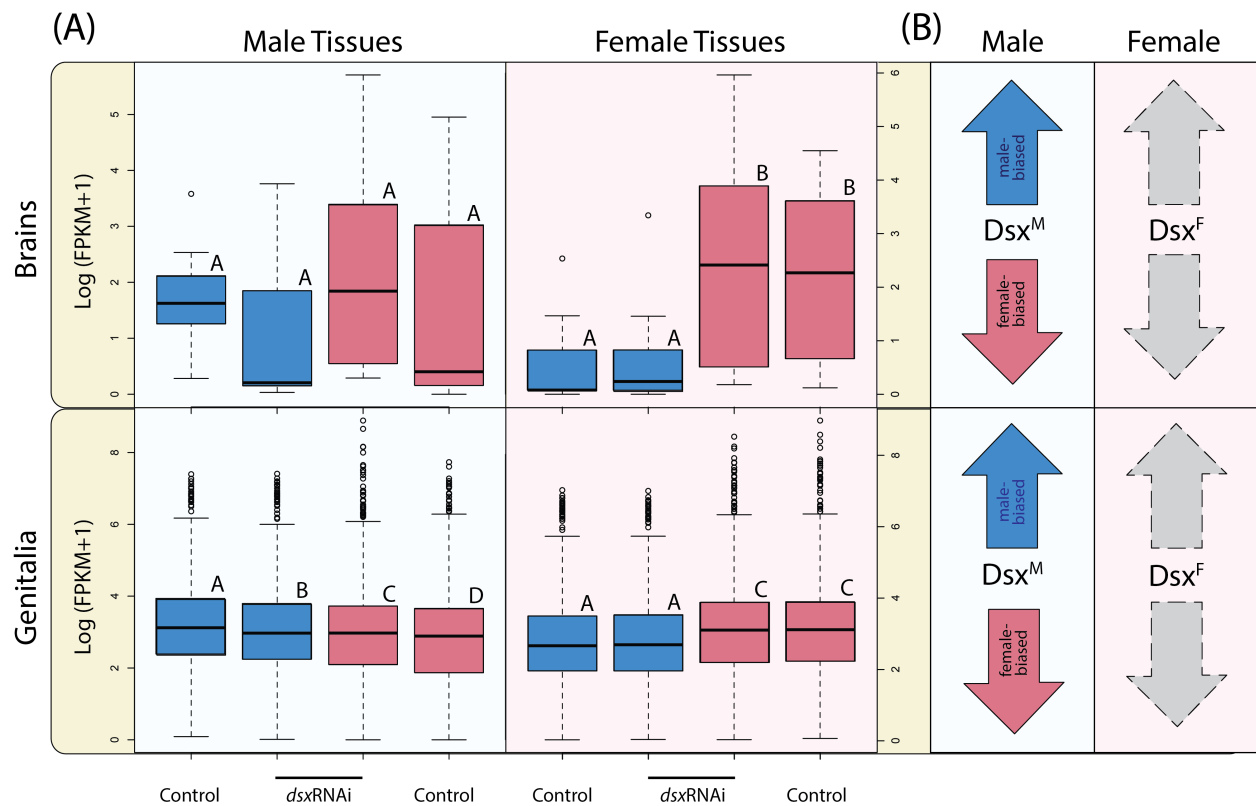 (A)
Male Tissues
Female Tissues
(B)
Male
Female
Brains
Log (FPKM+1)
0
1
2
3
4
5
A
A
A
A
A
A
B
B
0
1
2
3
4
5
6
male-
biased
Dsx^M
female-
biased
Dsx^F
Genitalia
Log (FPKM+1)
0
2
4
6
8
A
B
C
D
A
A
C
C
0
2
4
6
8
male-
biased
Dsx^M
female-
biased
Dsx^F
Control
dsxRNAi
Control
Control
dsxRNAi
Control